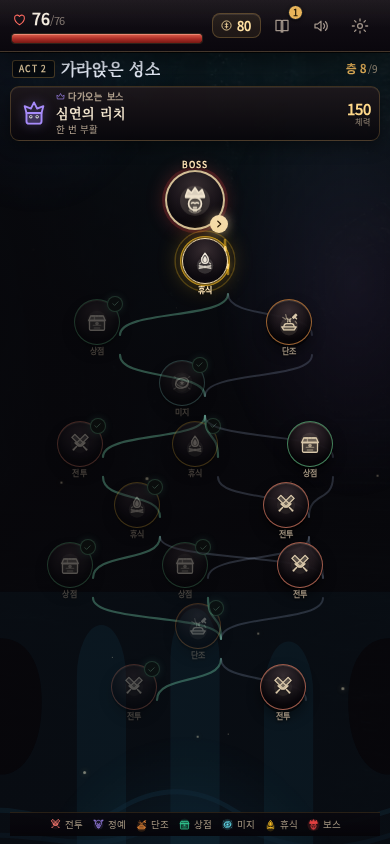 76/76
80
1
ACT 2 가라앉은 성소
층 8/9
다가오는 보스
심연의 리치
한 번 부활
150
체력
BOSS
휴식
상점
단조
미지
전투
휴식
상점
휴식
전투
상점
상점
전투
단조
전투
전투
전투 정예 단조 상점 미지 휴식 보스